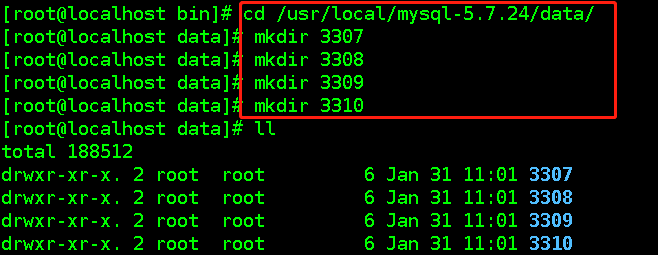 [root@localhost bin]# cd /usr/local/mysql-5.7.24/data/
[root@localhost data]# mkdir 3307
[root@localhost data]# mkdir 3308
[root@localhost data]# mkdir 3309
[root@localhost data]# mkdir 3310
[root@localhost data]# ll
total 188512
drwxr-xr-x. 2 root  root          6 Jan 31 11:01 3307
drwxr-xr-x. 2 root  root          6 Jan 31 11:01 3308
drwxr-xr-x. 2 root  root          6 Jan 31 11:01 3309
drwxr-xr-x. 2 root  root          6 Jan 31 11:01 3310